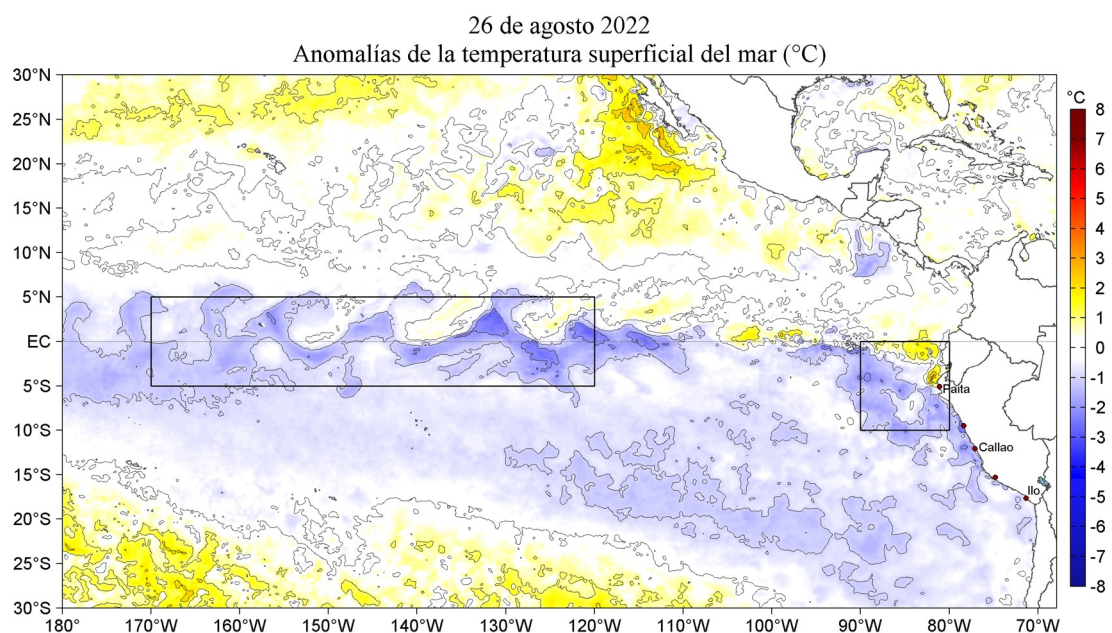 26 de agosto 2022
Anomalías de la temperatura superficial del mar (°C)
30°N
25°N
20°N
15°N
10°N
5°N
EC
5°S
10°S
15°S
20°S
25°S
30°S
180°
170°W
160°W
150°W
140°W
130°W
120°W
110°W
100°W
90°W
80°W
70°W
Paita
Callao
Ilo
°C
8
7
6
5
4
3
2
1
0
-1
-2
-3
-4
-5
-6
-7
-8